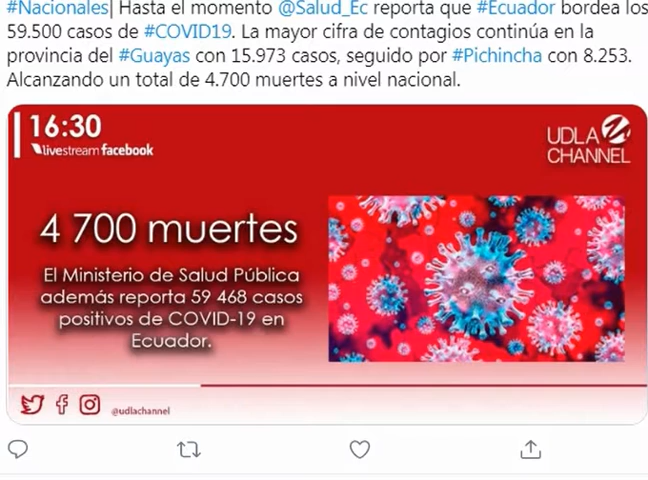 #Nacionales| Hasta el momento @Salud_Ec reporta que #Ecuador bordea los
59.500 casos de #COVID19. La mayor cifra de contagios continúa en la
provincia del #Guayas con 15.973 casos, seguido por #Pichincha con 8.253.
Alcanzando un total de 4.700 muertes a nivel nacional.
16:30
livestream facebook
UDLA
CHANNEL
4 700 muertes
El Ministerio de Salud Pública
además reporta 59 468 casos
positivos de COVID-19 en
Ecuador.
@udlachannel